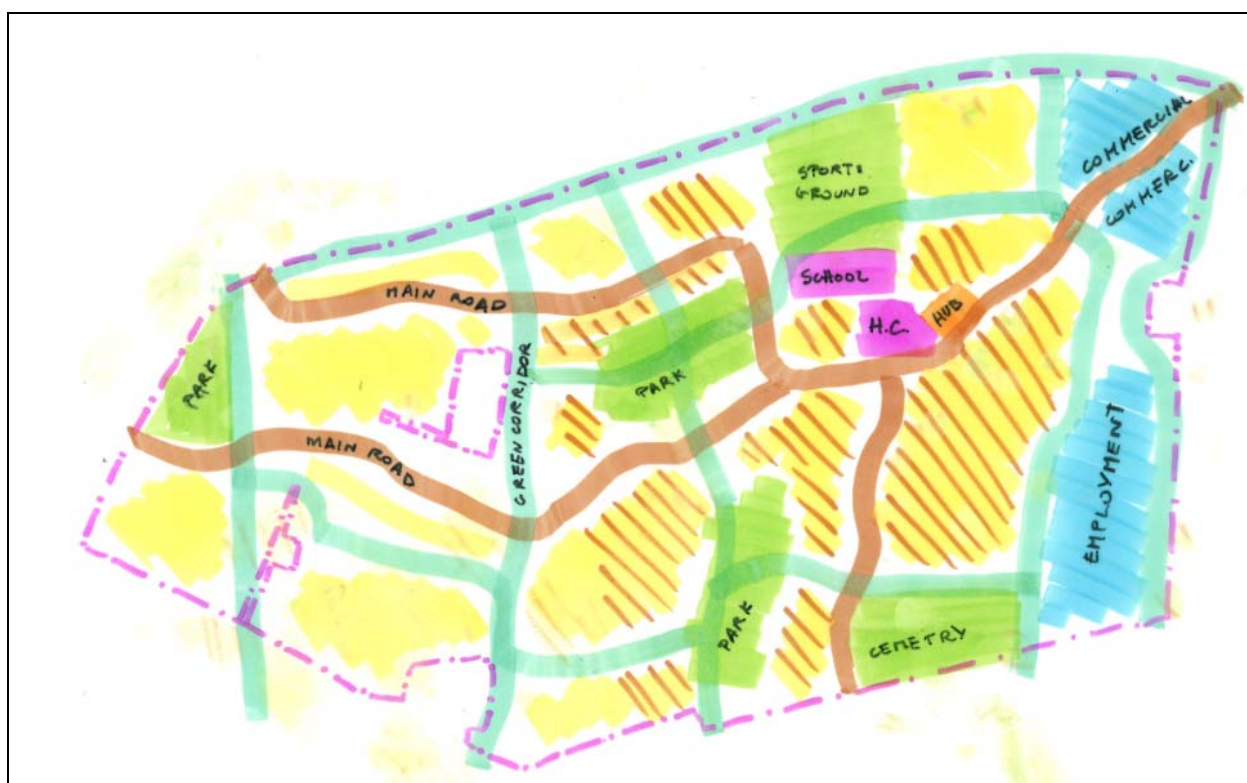 COMMERCIAL
COMMERC.
SPORTS
GROUND
SCHOOL
HUB
H.C.
MAIN ROAD
PARK
PARK
GREEN CORRIDOR
MAIN ROAD
EMPLOYMENT
PARK
CEMETRY